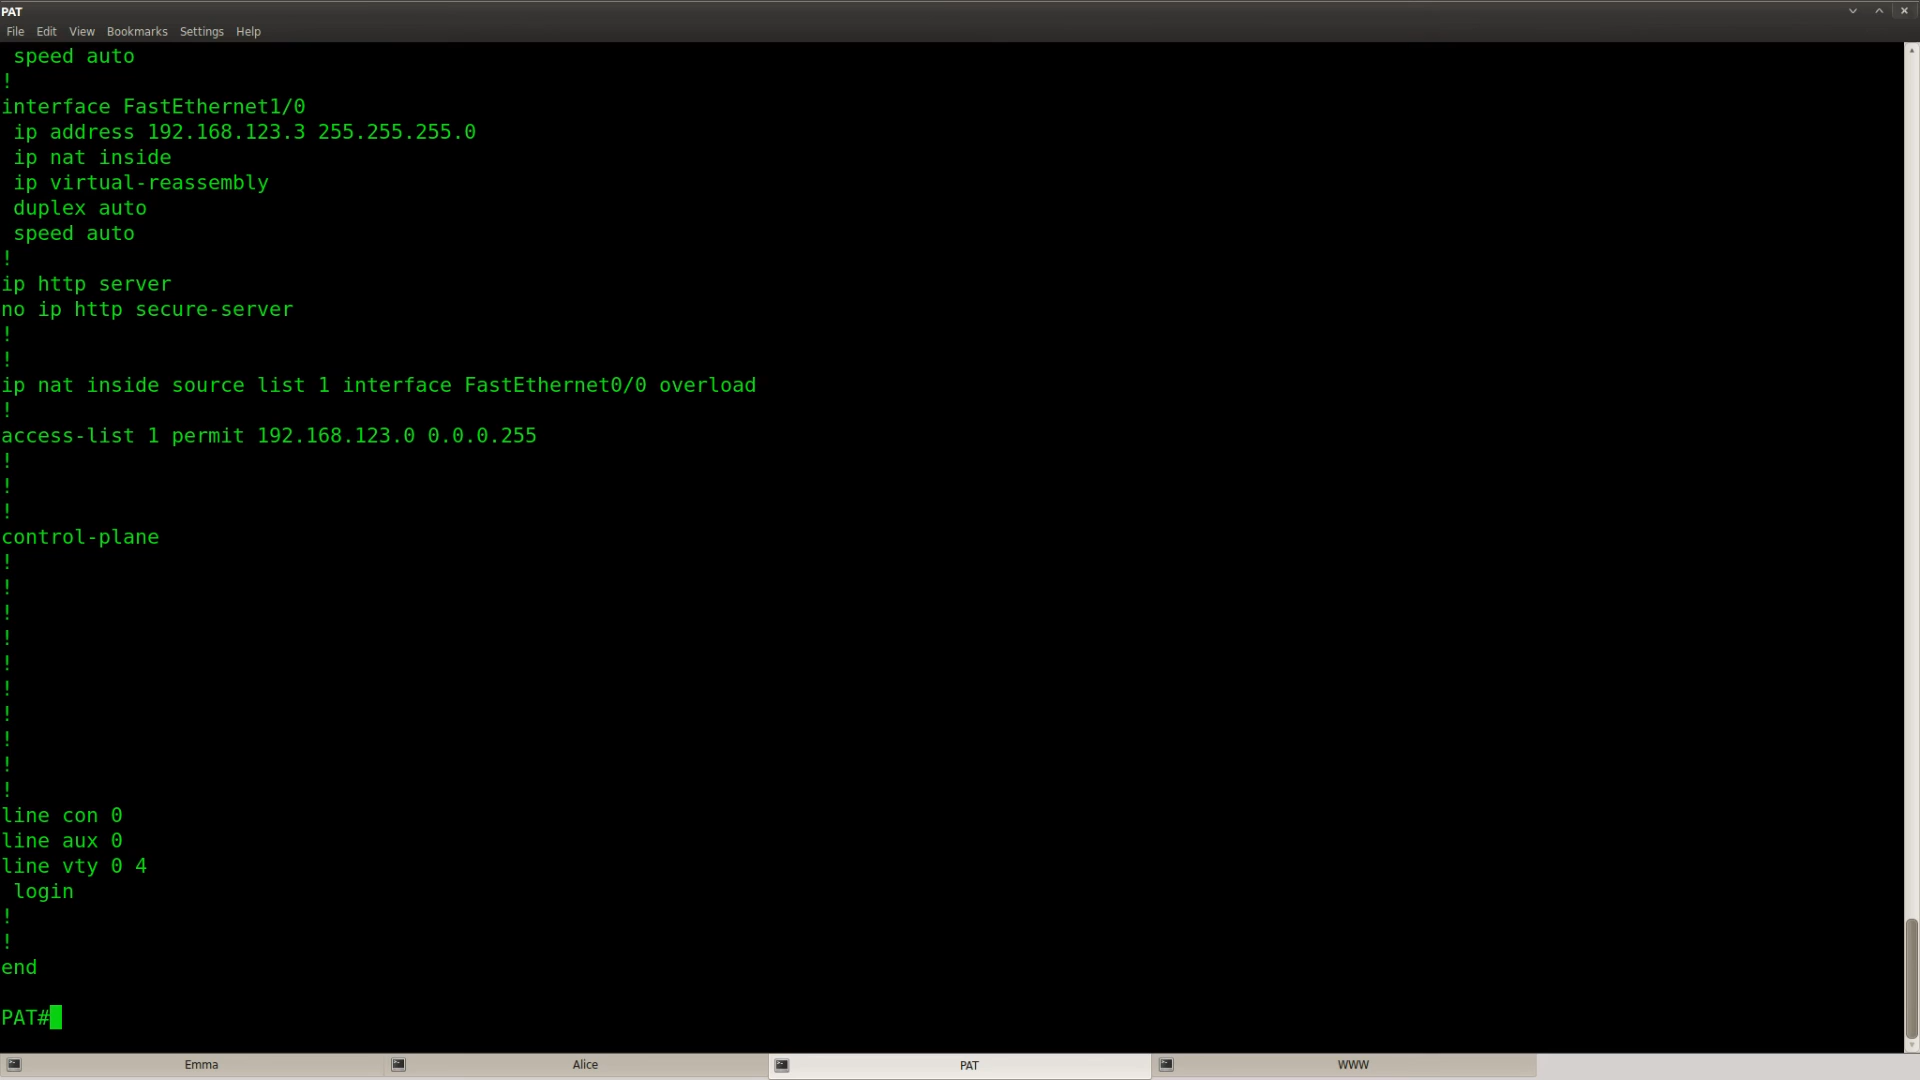 PAT
File Edit View Bookmarks Settings Help
 speed auto
!
interface FastEthernet1/0
 ip address 192.168.123.3 255.255.255.0
 ip nat inside
 ip virtual-reassembly
 duplex auto
 speed auto
!
ip http server
no ip http secure-server
!
!
ip nat inside source list 1 interface FastEthernet0/0 overload
!
access-list 1 permit 192.168.123.0 0.0.0.255
!
!
!
control-plane
!
!
!
!
!
!
!
!
!
!
line con 0
line aux 0
line vty 0 4
 login
!
!
end

PAT#
Emma Alice PAT WWW